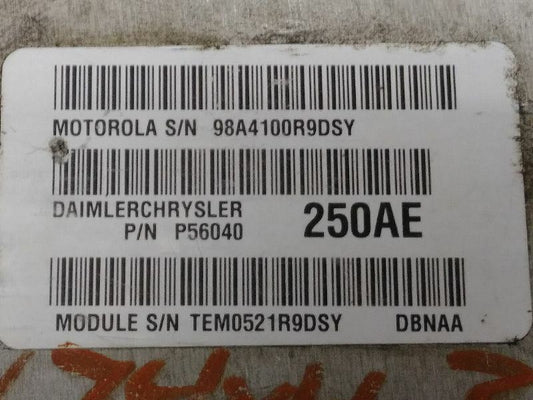 MOTOROLA S/N 98A4100R9DSY
DAIMLERCHRYSLER
P/N P56040 250AE
MODULE S/N TEM0521R9DSY DBNAA